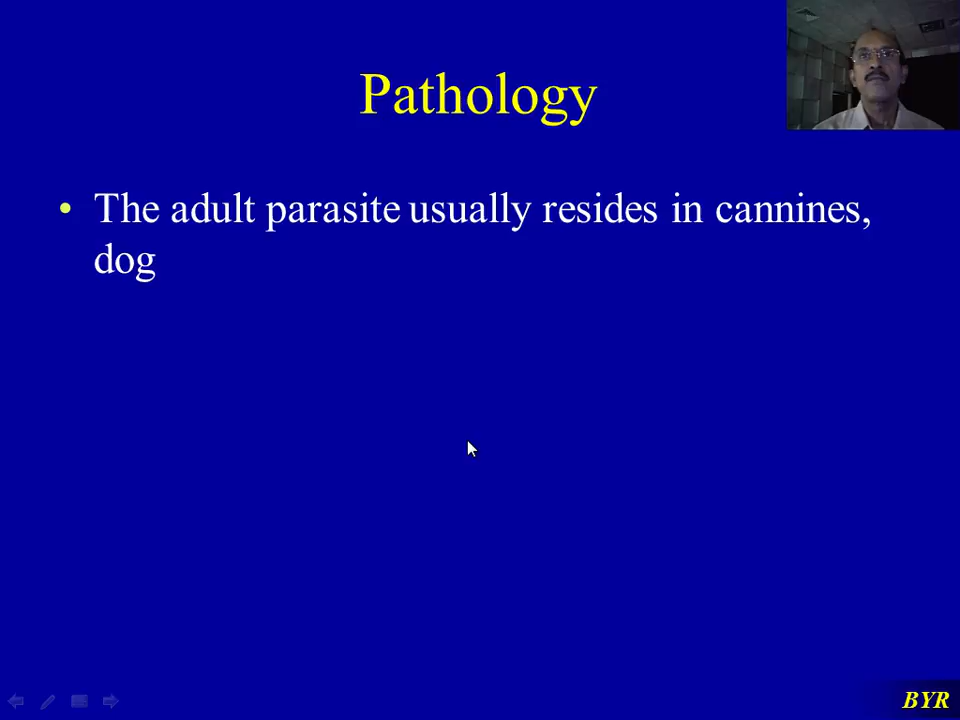 Pathology
• The adult parasite usually resides in cannines,
dog
BYR